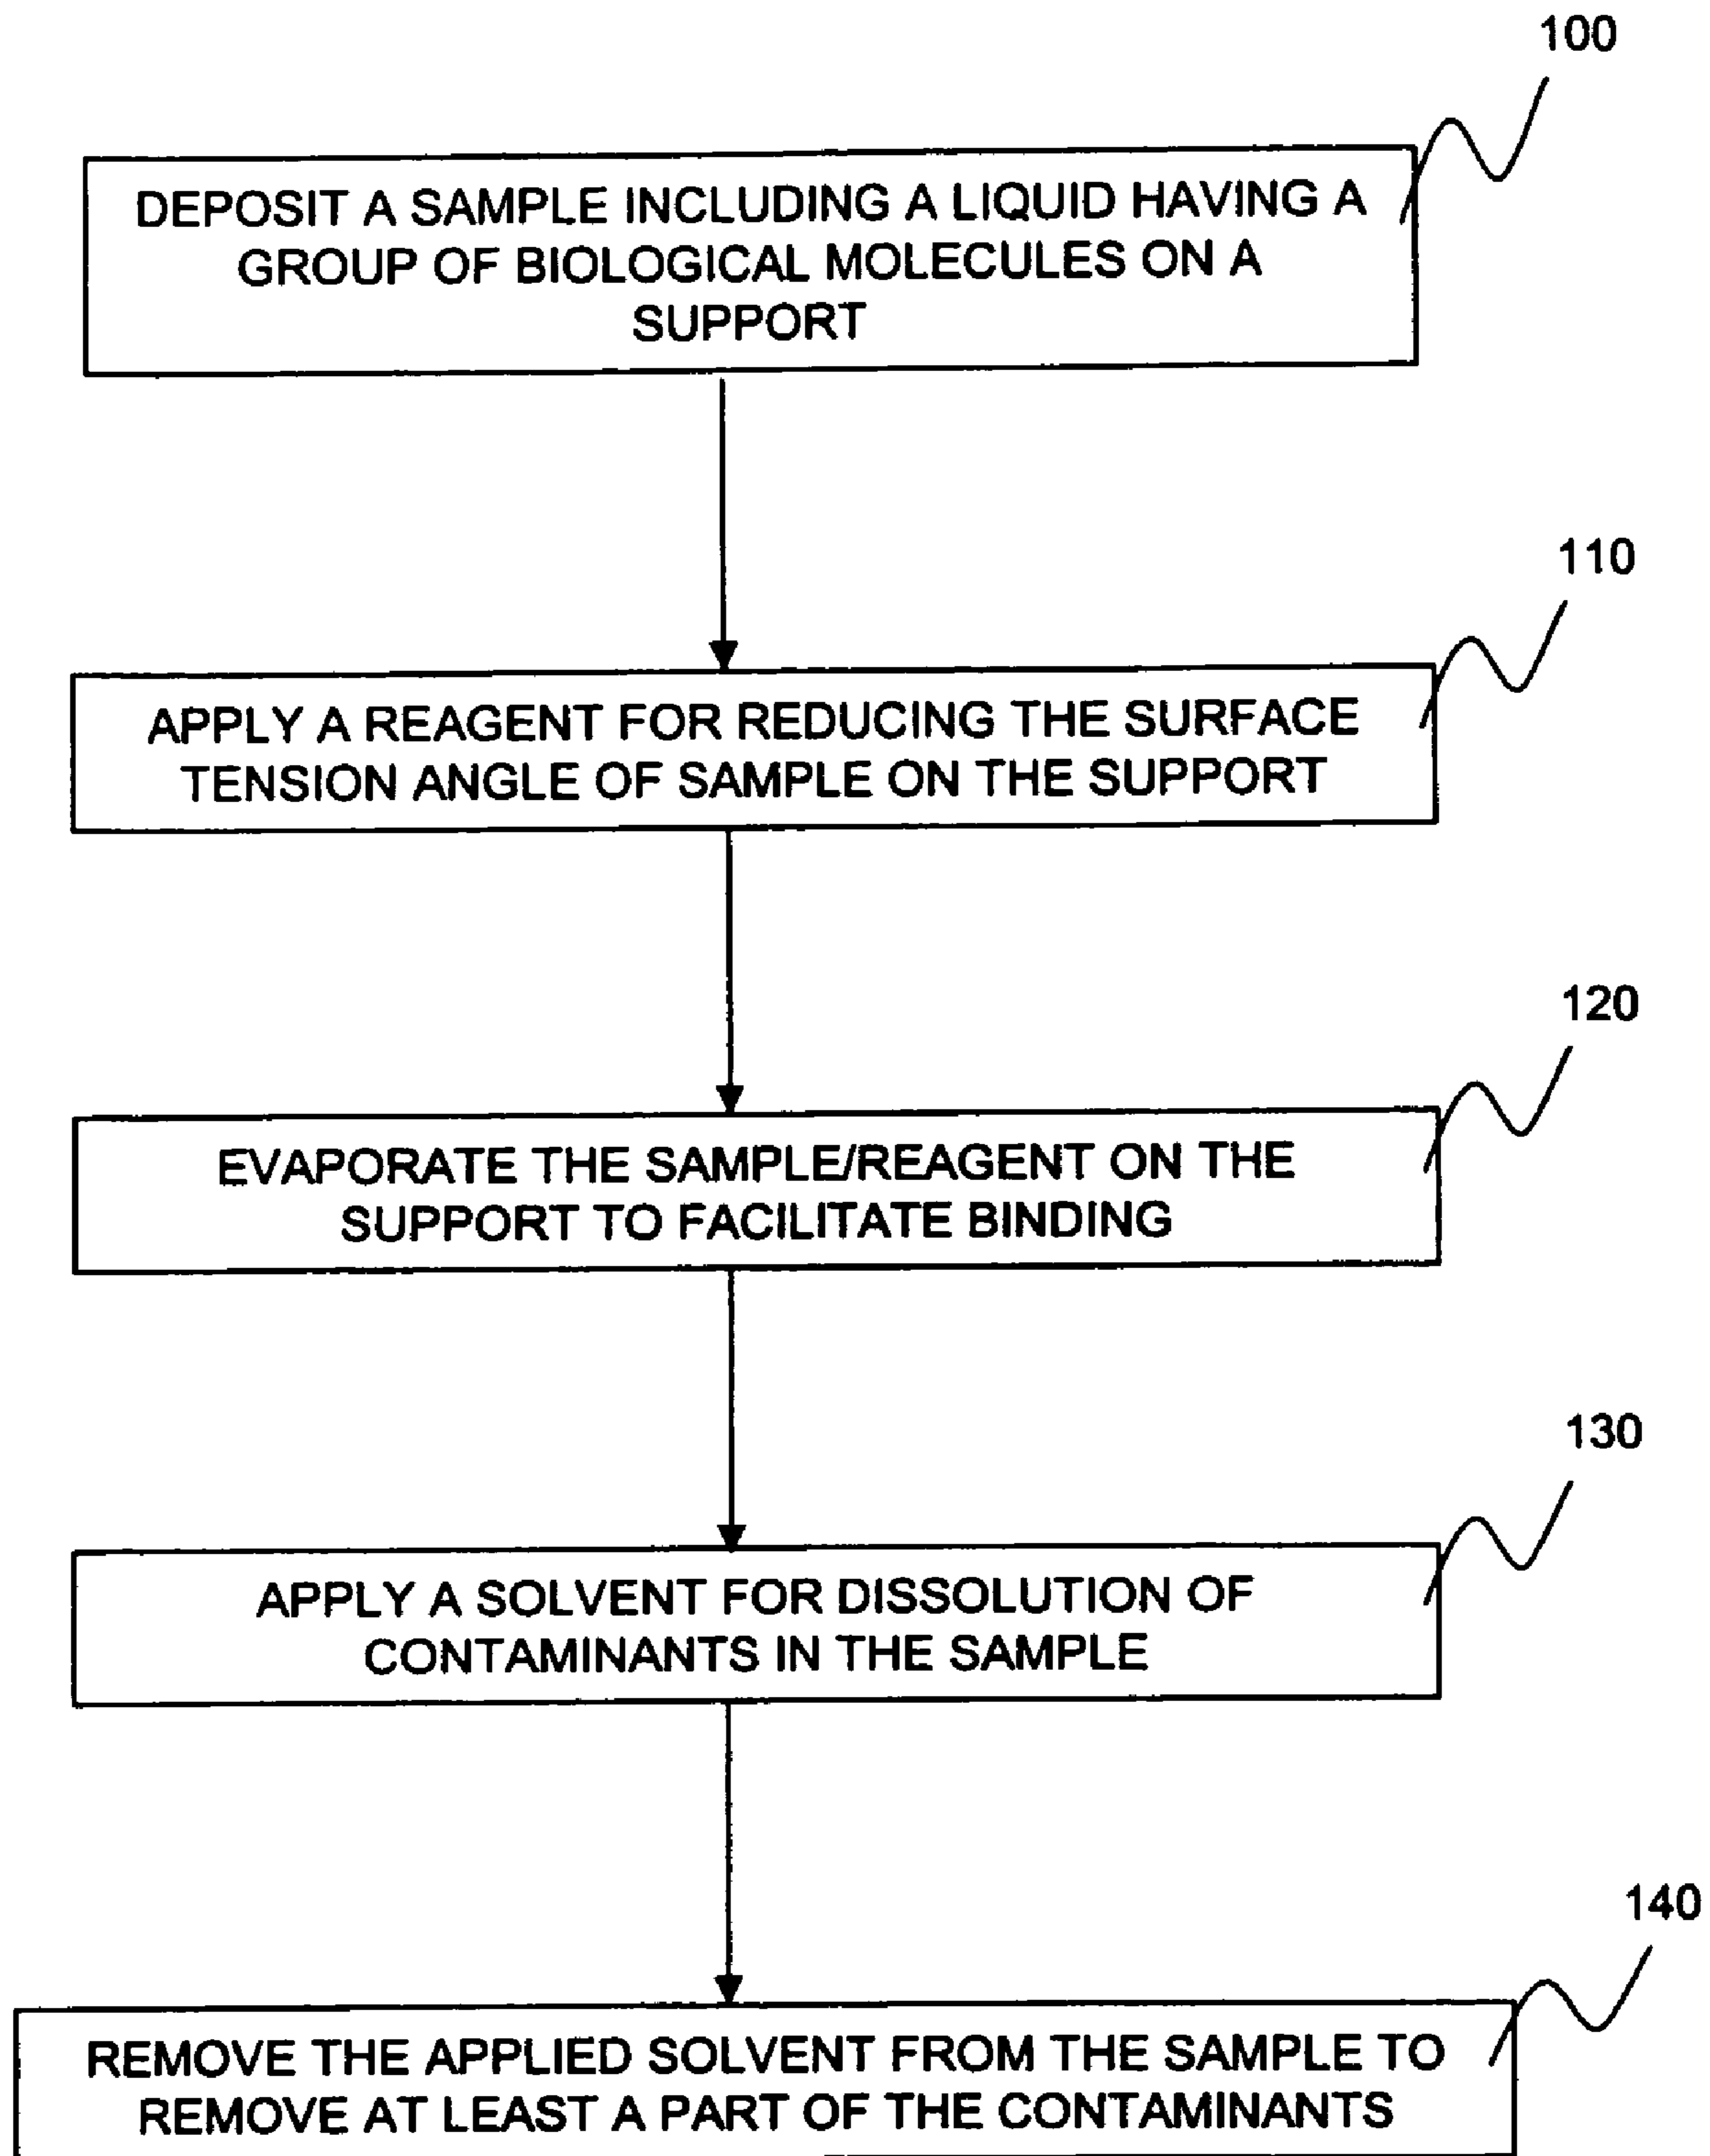 100
DEPOSIT A SAMPLE INCLUDING A LIQUID HAVING A
GROUP OF BIOLOGICAL MOLECULES ON A
SUPPORT
110
APPLY A REAGENT FOR REDUCING THE SURFACE
TENSION ANGLE OF SAMPLE ON THE SUPPORT
120
EVAPORATE THE SAMPLE/REAGENT ON THE
SUPPORT TO FACILITATE BINDING
130
APPLY A SOLVENT FOR DISSOLUTION OF
CONTAMINANTS IN THE SAMPLE
140
REMOVE THE APPLIED SOLVENT FROM THE SAMPLE TO
REMOVE AT LEAST A PART OF THE CONTAMINANTS